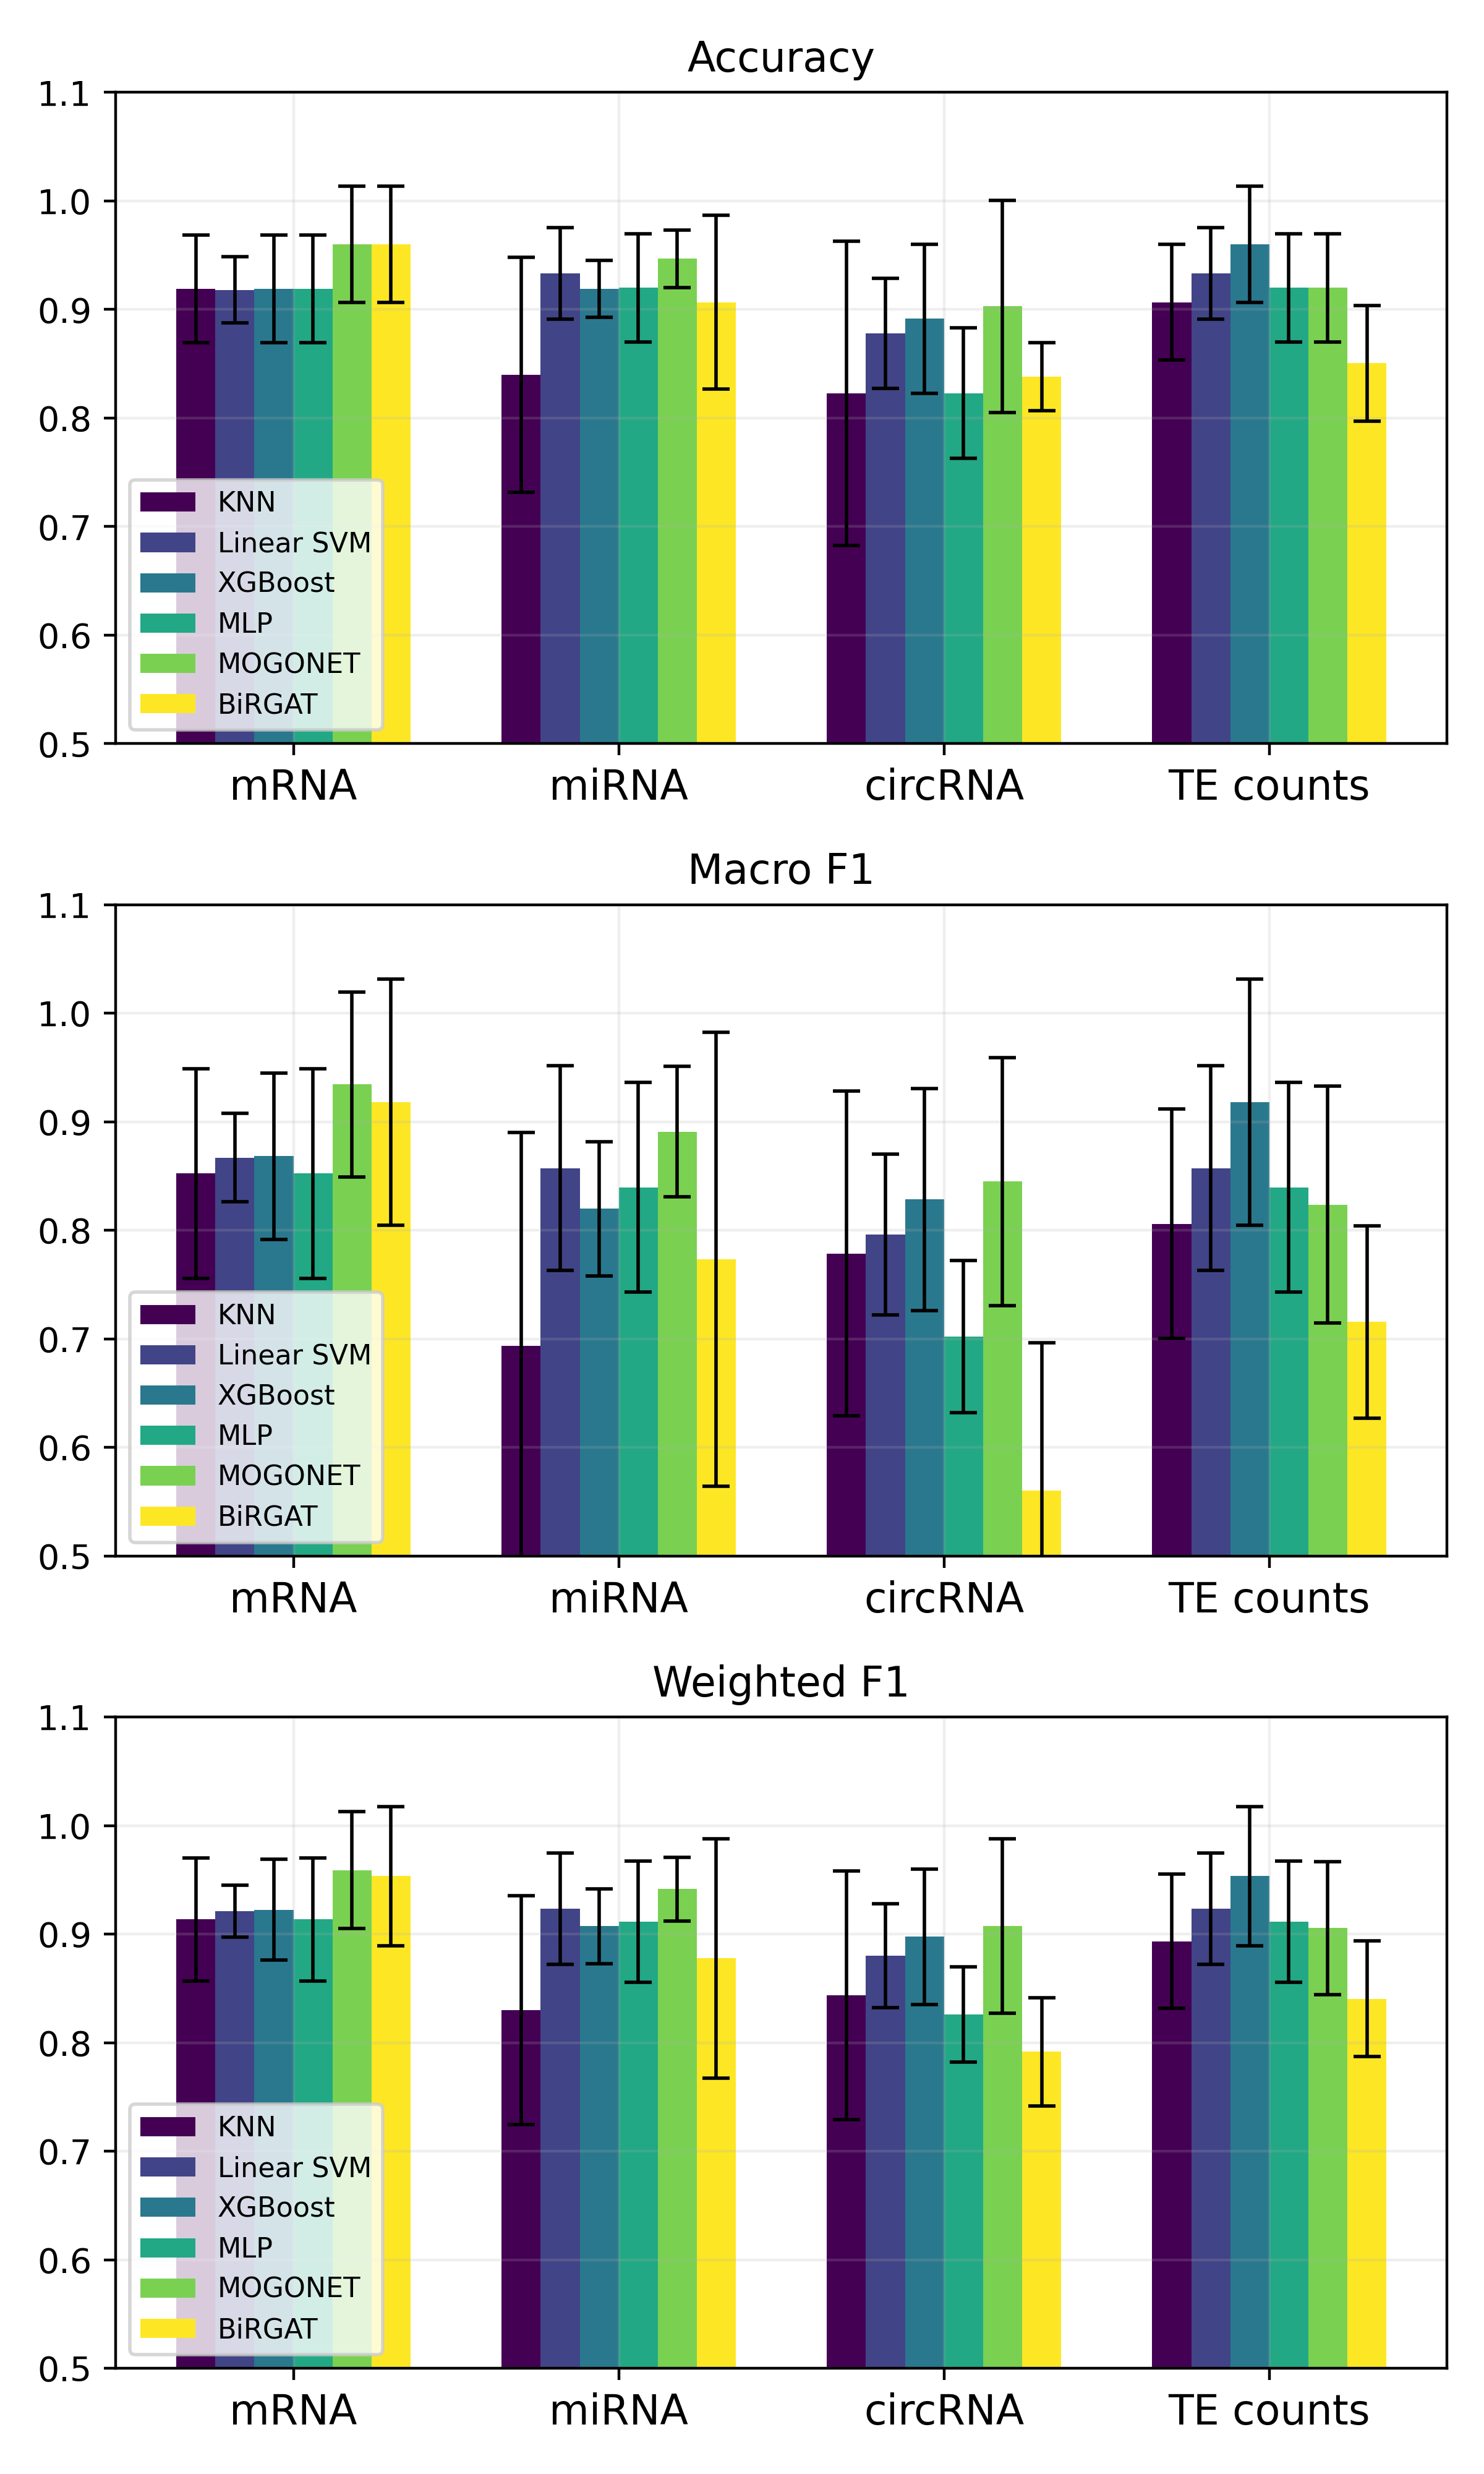 Accuracy
1.1
1.0
0.9
0.8
0.7
0.6
0.5
KNN
Linear SVM
XGBoost
MLP
MOGONET
BiRGAT
mRNA miRNA circRNA TE counts
Macro F1
1.1
1.0
0.9
0.8
0.7
0.6
0.5
KNN
Linear SVM
XGBoost
MLP
MOGONET
BiRGAT
mRNA miRNA circRNA TE counts
Weighted F1
1.1
1.0
0.9
0.8
0.7
0.6
0.5
KNN
Linear SVM
XGBoost
MLP
MOGONET
BiRGAT
mRNA miRNA circRNA TE counts